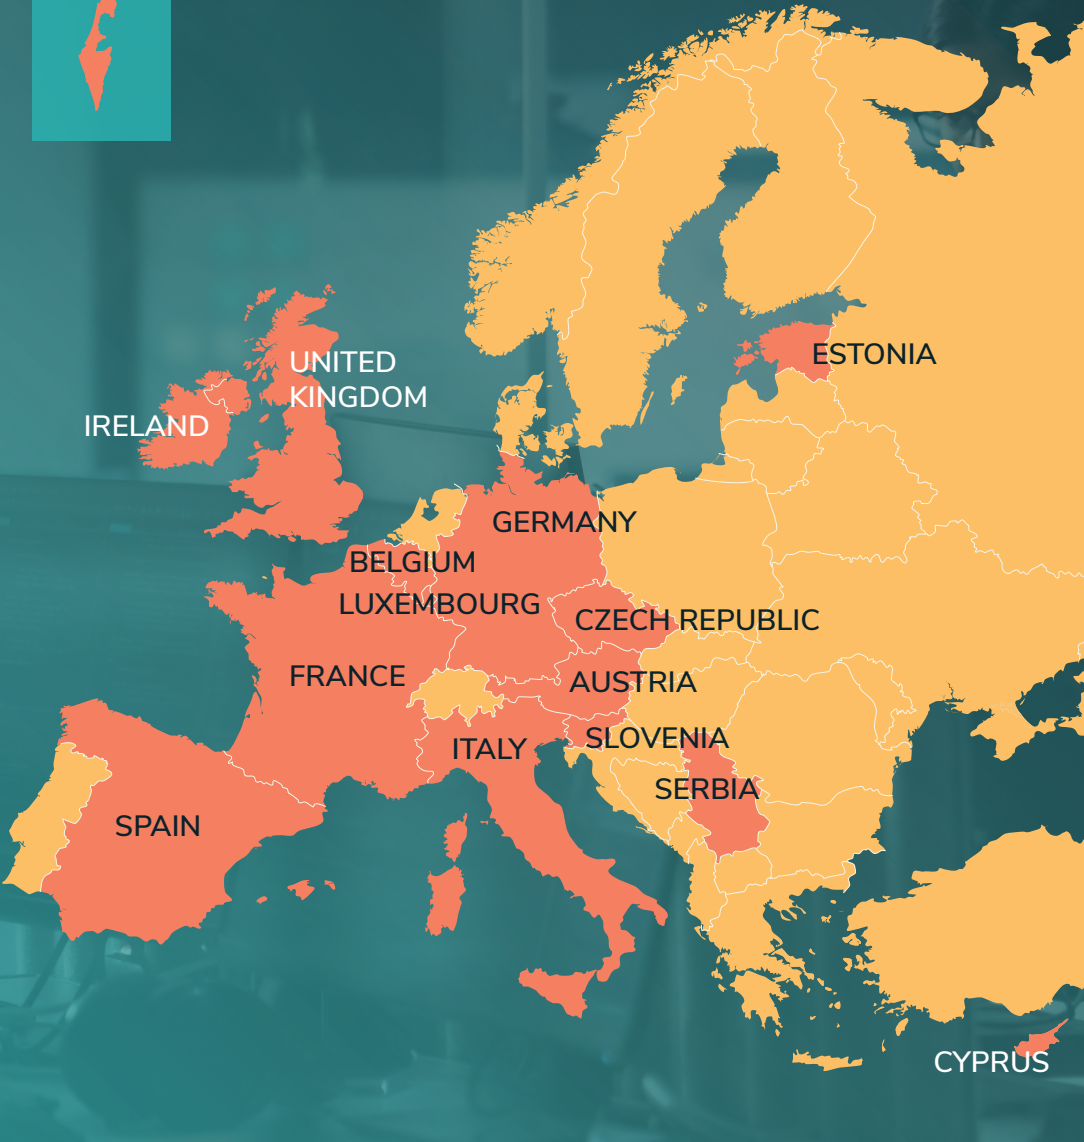 UNITED
KINGDOM
ESTONIA
IRELAND
GERMANY
BELGIUM
LUXEMBOURG
CZECH REPUBLIC
FRANCE
AUSTRIA
SLOVENIA
ITALY
SERBIA
SPAIN
CYPRUS